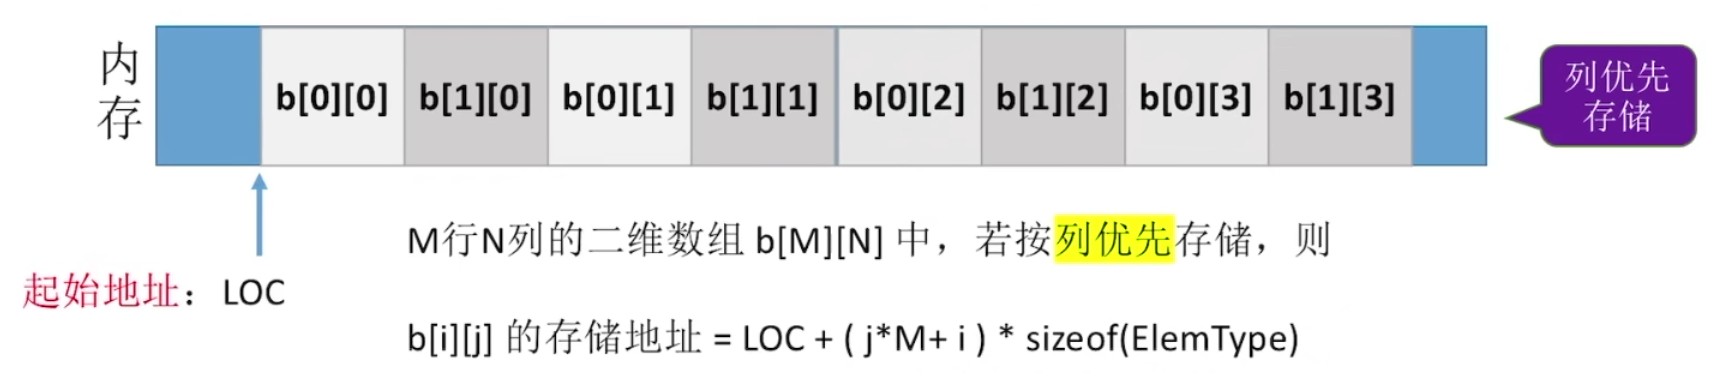 内存
b[0][0] b[1][0] b[0][1] b[1][1] b[0][2] b[1][2] b[0][3] b[1][3]
列优先
存储
M行N列的二维数组 b[M][N] 中，若按列优先存储，则
起始地址：LOC
b[i][j] 的存储地址 = LOC + ( j*M+ i ) * sizeof(ElemType)